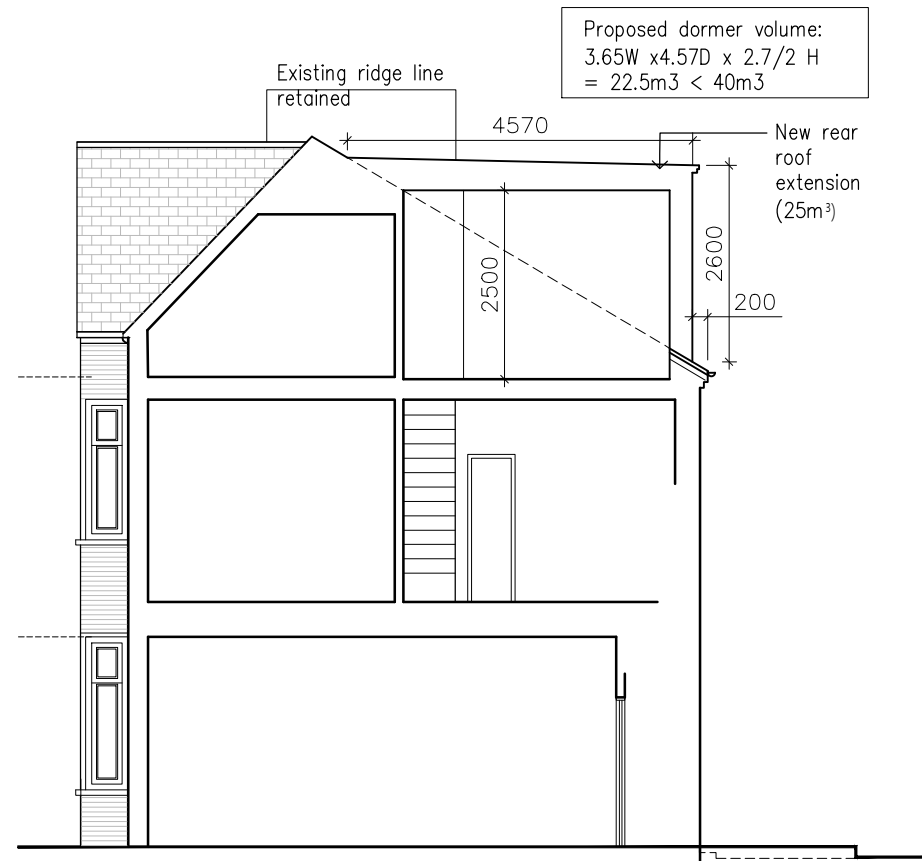 Proposed dormer volume:
3.65W x4.57D x 2.7/2 H
= 22.5m3 < 40m3
Existing ridge line
retained
4570
New rear
roof
extension
(25m³)
2500
2600
200